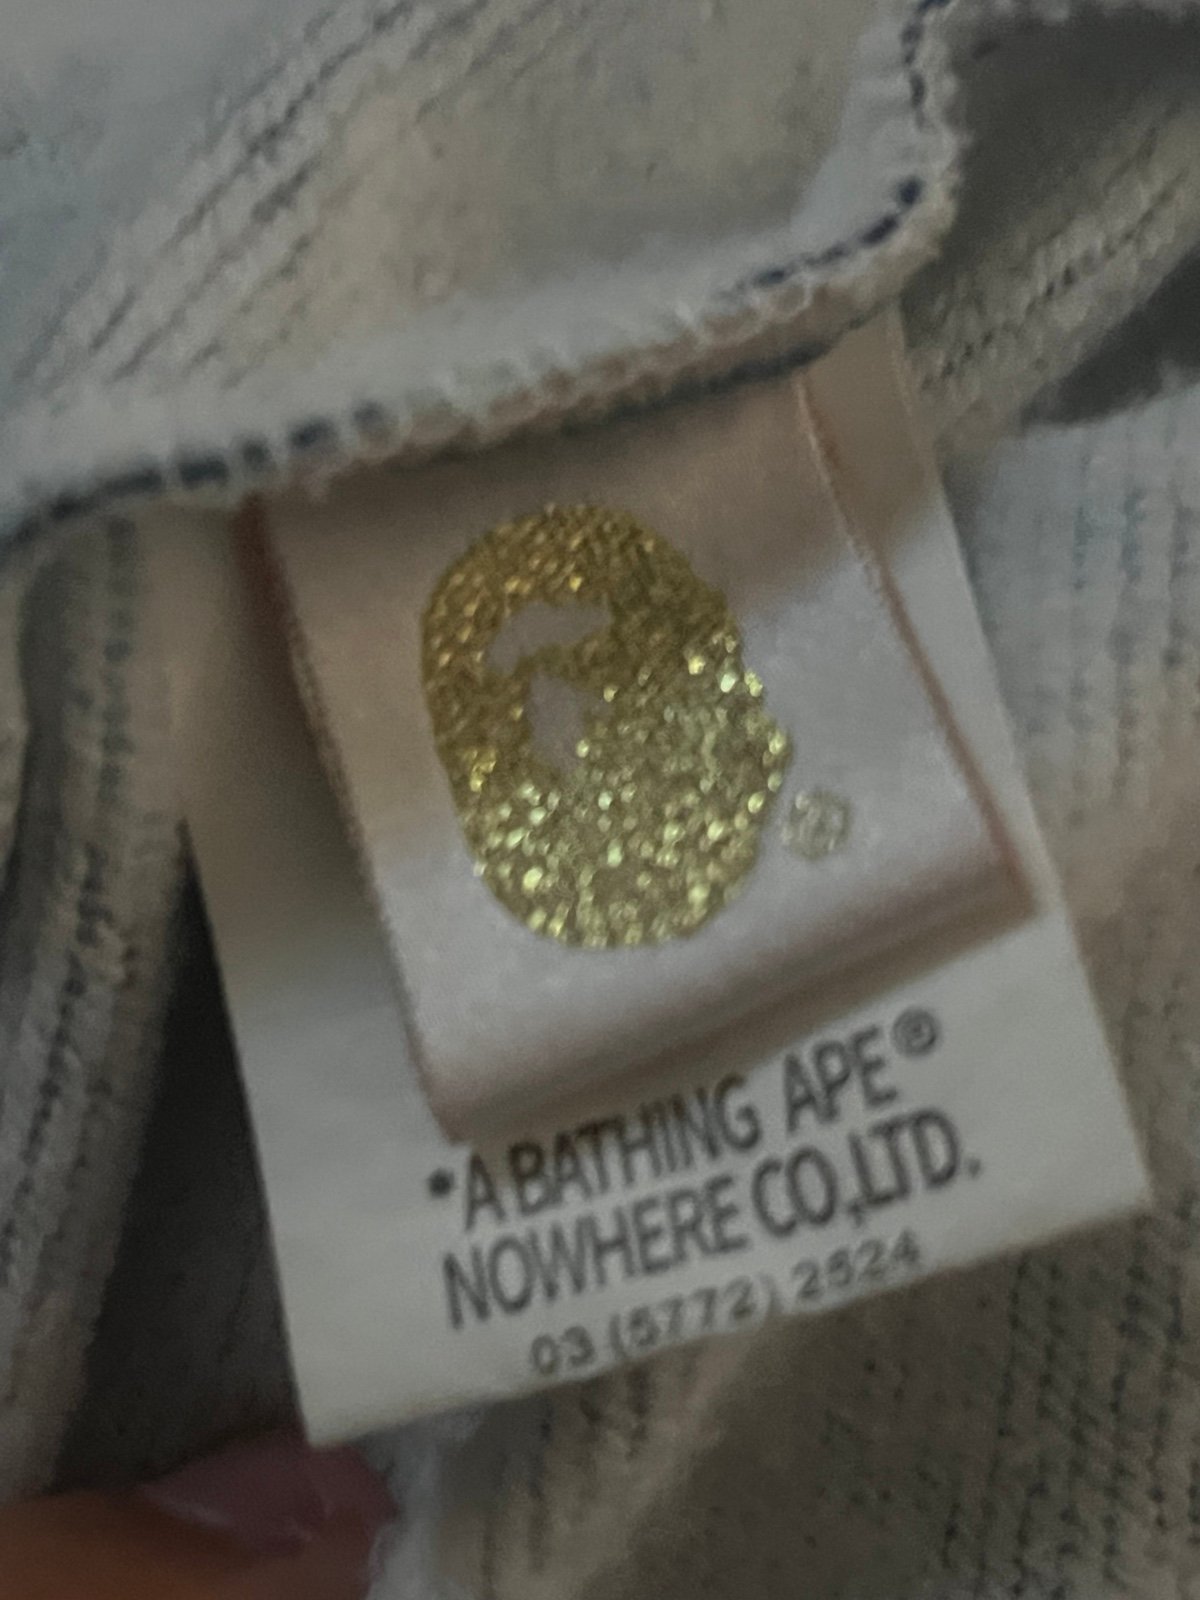 ®
*A BATHING APE®
NOWHERE CO.,LTD.
03 (5772) 2524